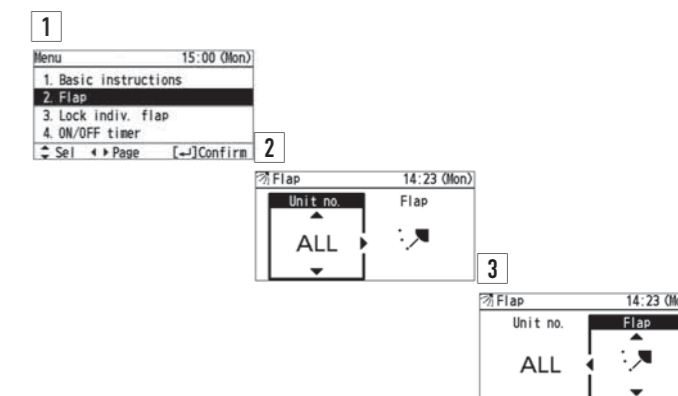 1
Menu 15:00 (Mon)
1. Basic instructions
2. Flap
3. Lock indiv. flap
4. ON/OFF timer
Sel Page [↵]Confirm
2
Flap 14:23 (Mon)
Unit no. Flap
ALL
3
Flap 14:23 (M
Unit no. Flap
ALL